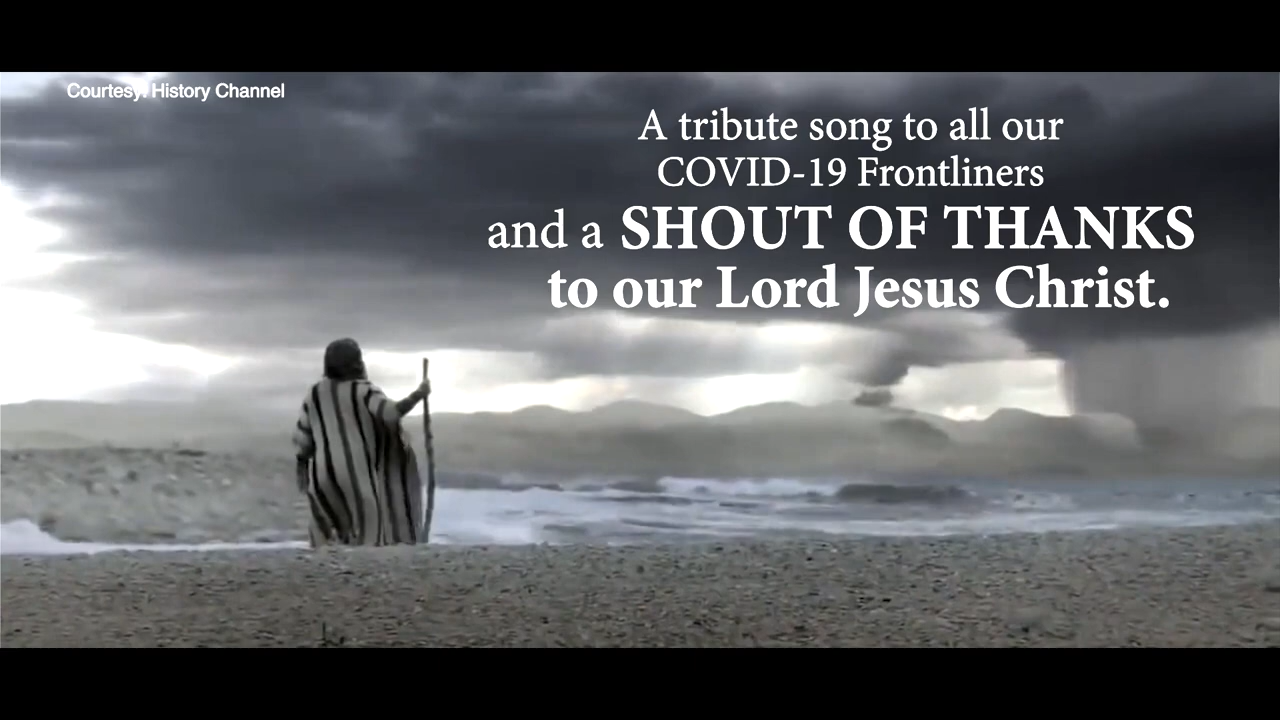 Courtesy: History Channel
A tribute song to all our
COVID-19 Frontliners
and a SHOUT OF THANKS
to our Lord Jesus Christ.